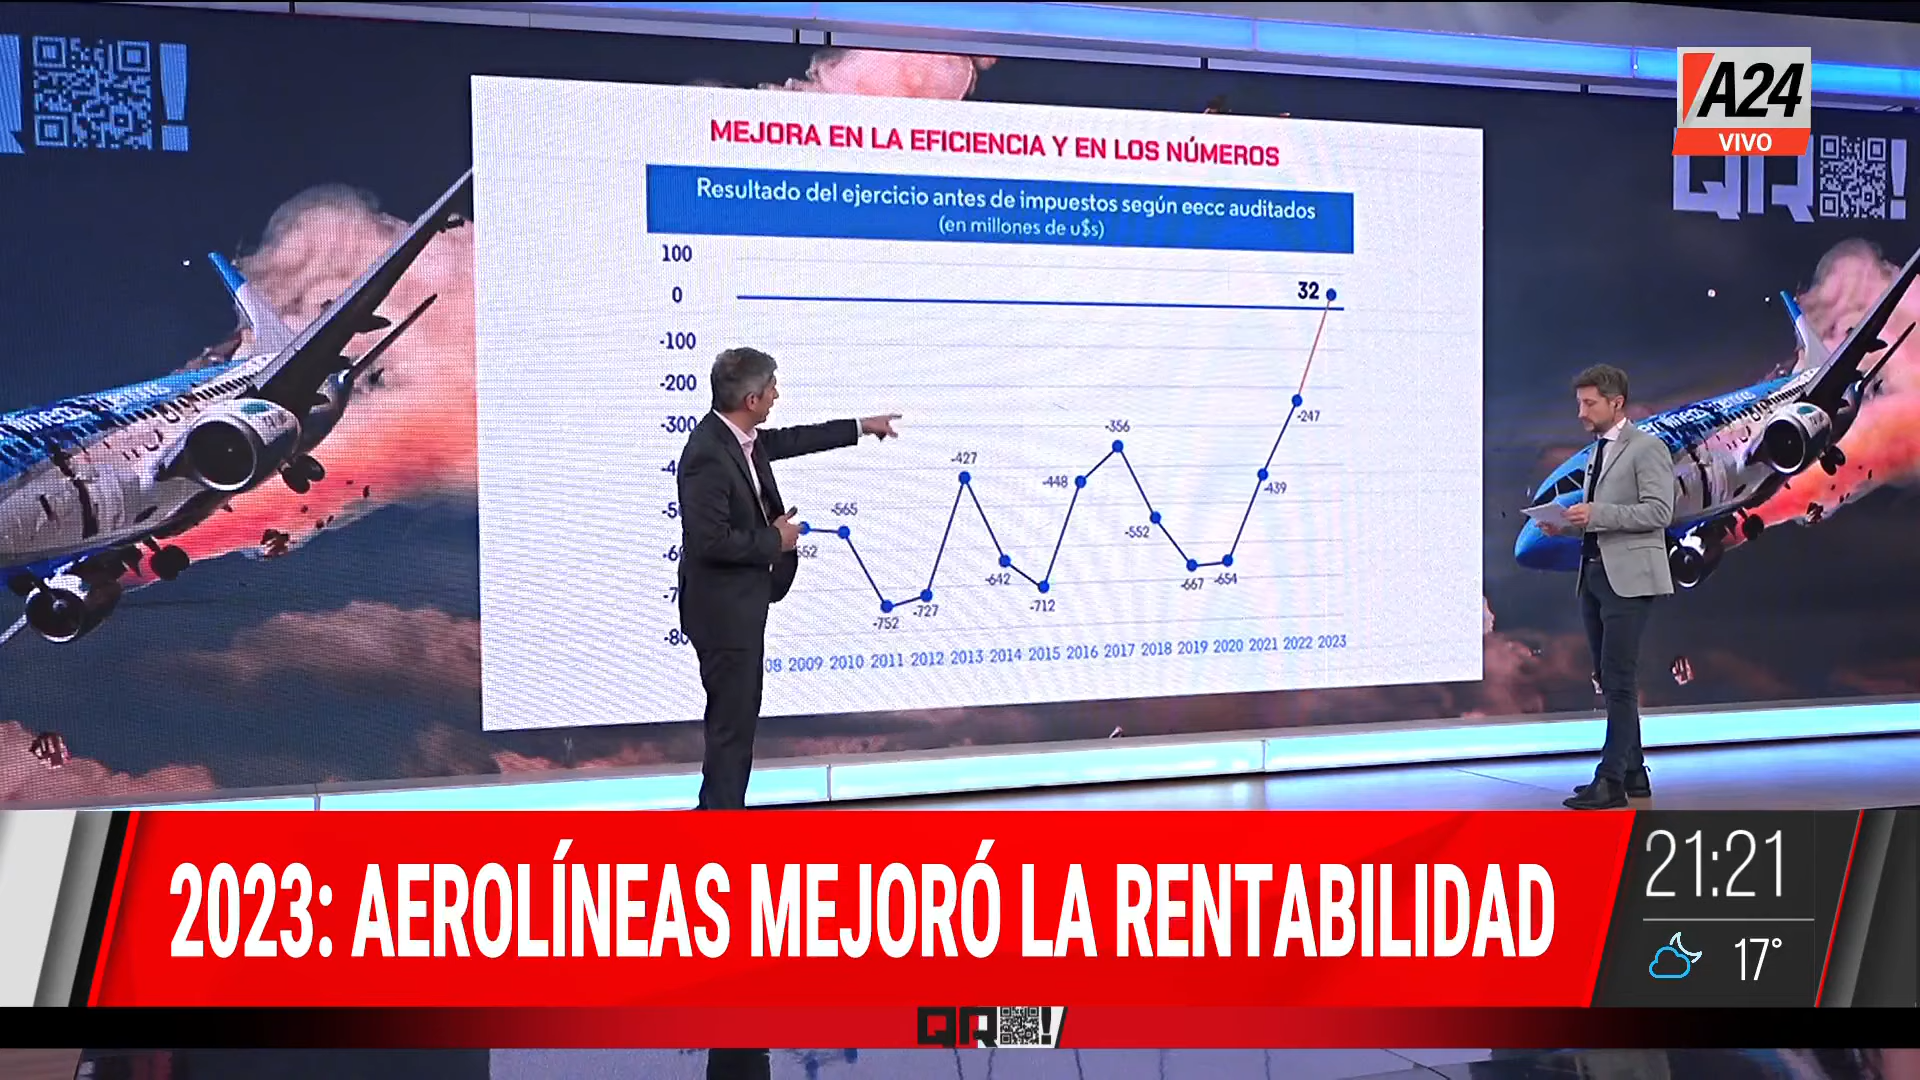 A24
VIVO
QR!
MEJORA EN LA EFICIENCIA Y EN LOS NÚMEROS
Resultado del ejercicio antes de impuestos según eecc auditados
(en millones de u$s)
100
0
-100
-200
-300
32
-247
-356
-427
-448
-439
-565
-552
-642
-712
-667
-654
-752
-727
2009 2010 2011 2012 2013 2014 2015 2016 2017 2018 2019 2020 2021 2022 2023
2023: AEROLÍNEAS MEJORÓ LA RENTABILIDAD
21:21
17°
QR!